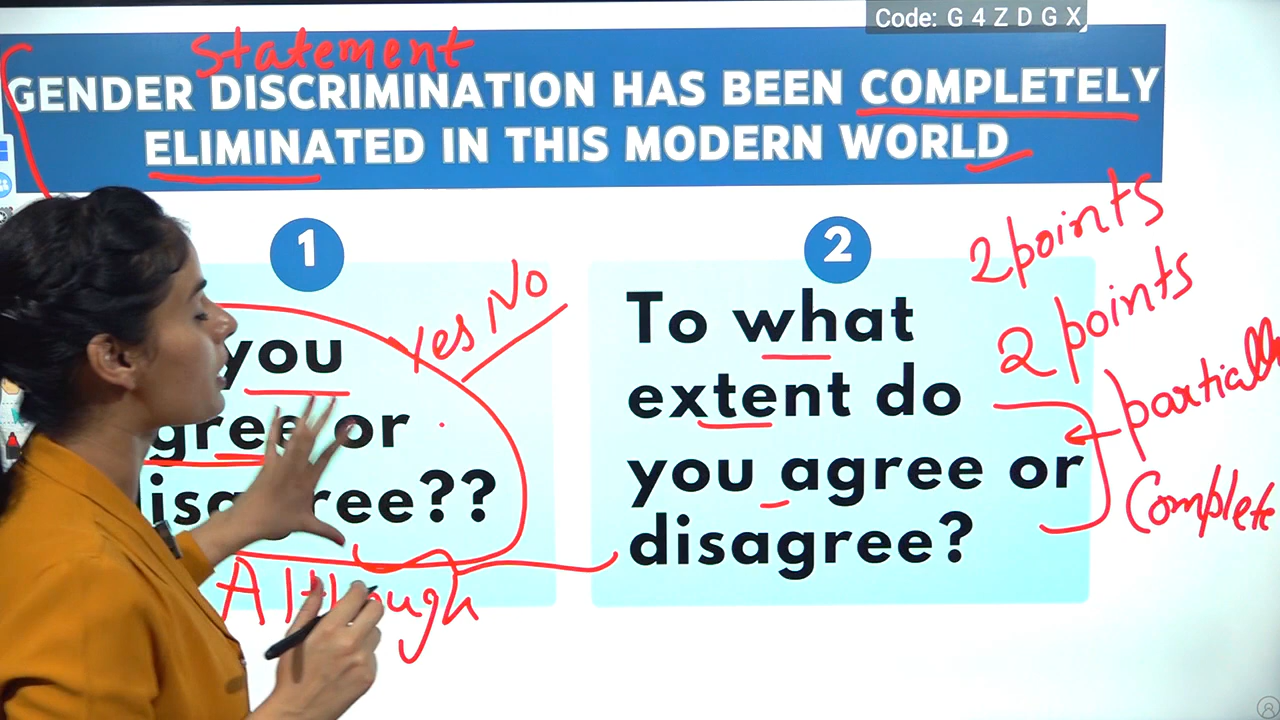 Code: G 4 Z D G X
Statement
GENDER DISCRIMINATION HAS BEEN COMPLETELY
ELIMINATED IN THIS MODERN WORLD
1
you
gree or
isagree??
Yes No
Although
2
To what
extent do
you agree or
disagree?
2 points
2 points
partially
Complete